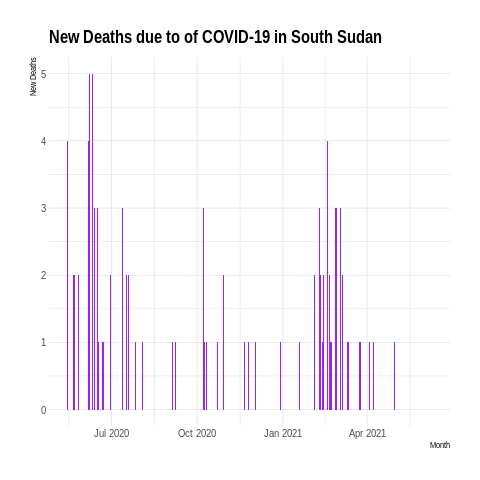 New Deaths due to of COVID-19 in South Sudan
New Deaths
5
4
3
2
1
0
Jul 2020 Oct 2020 Jan 2021 Apr 2021
Month